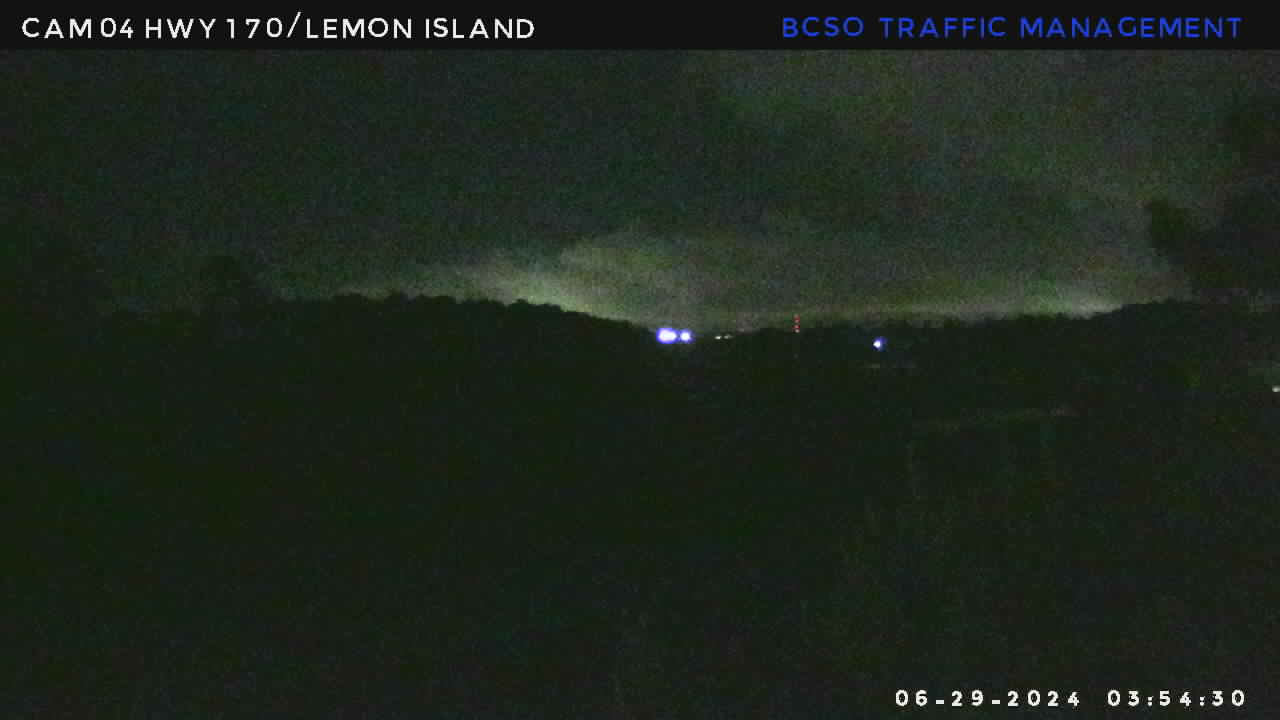 CAM04 HWY 170/LEMON ISLAND
BCSO TRAFFIC MANAGEMENT
06-29-2024 03:54:30